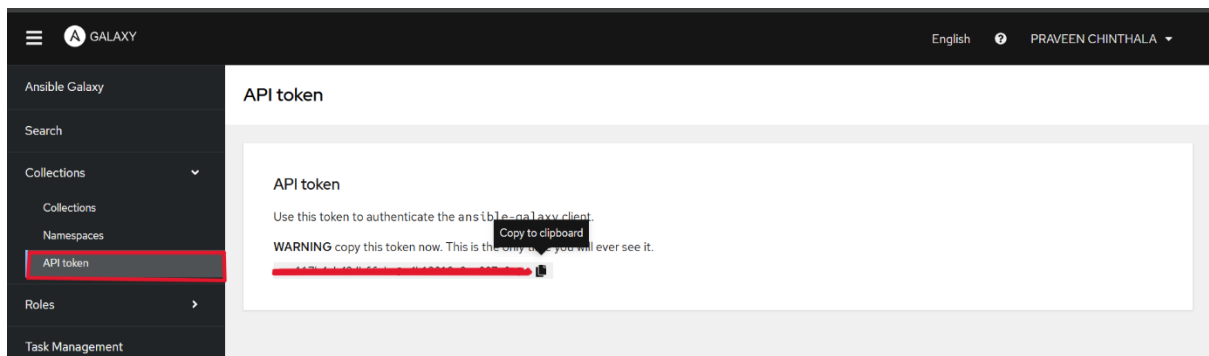 GALAXY
English
PRAVEEN CHINTHALA
Ansible Galaxy
Search
Collections
Collections
Namespaces
API token
Roles
Task Management
API token
API token
Use this token to authenticate the ansible-galaxy client.
Copy to clipboard
WARNING copy this token now. This is the only time you will ever see it.